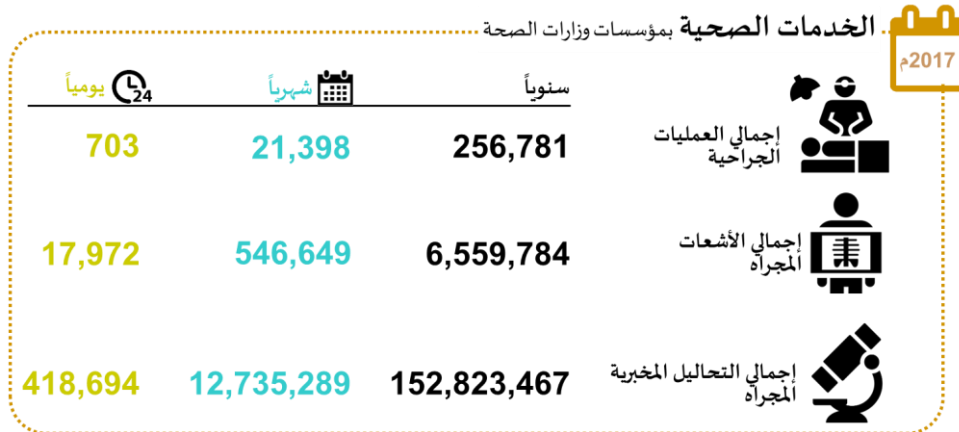 2017م
الخدمات الصحية بمؤسسات وزارات الصحة
سنوياً شهرياً 24 يومياً
إجمالي العمليات
الجراحية
256,781 21,398 703
إجمالي الأشعات
المجراه
6,559,784 546,649 17,972
إجمالي التحاليل المخبرية
المجراه
152,823,467 12,735,289 418,694